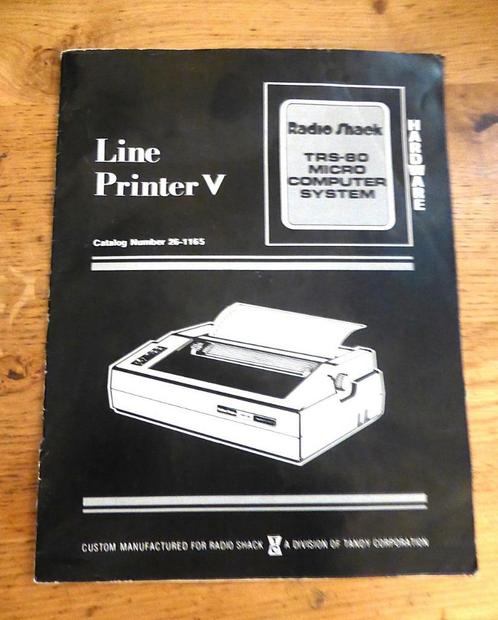 Line
Printer V
Catalog Number 26-1165
Radio Shack
TRS-80
MICRO
COMPUTER
SYSTEM
HARDWARE
CUSTOM MANUFACTURED FOR RADIO SHACK A DIVISION OF TANDY CORPORATION